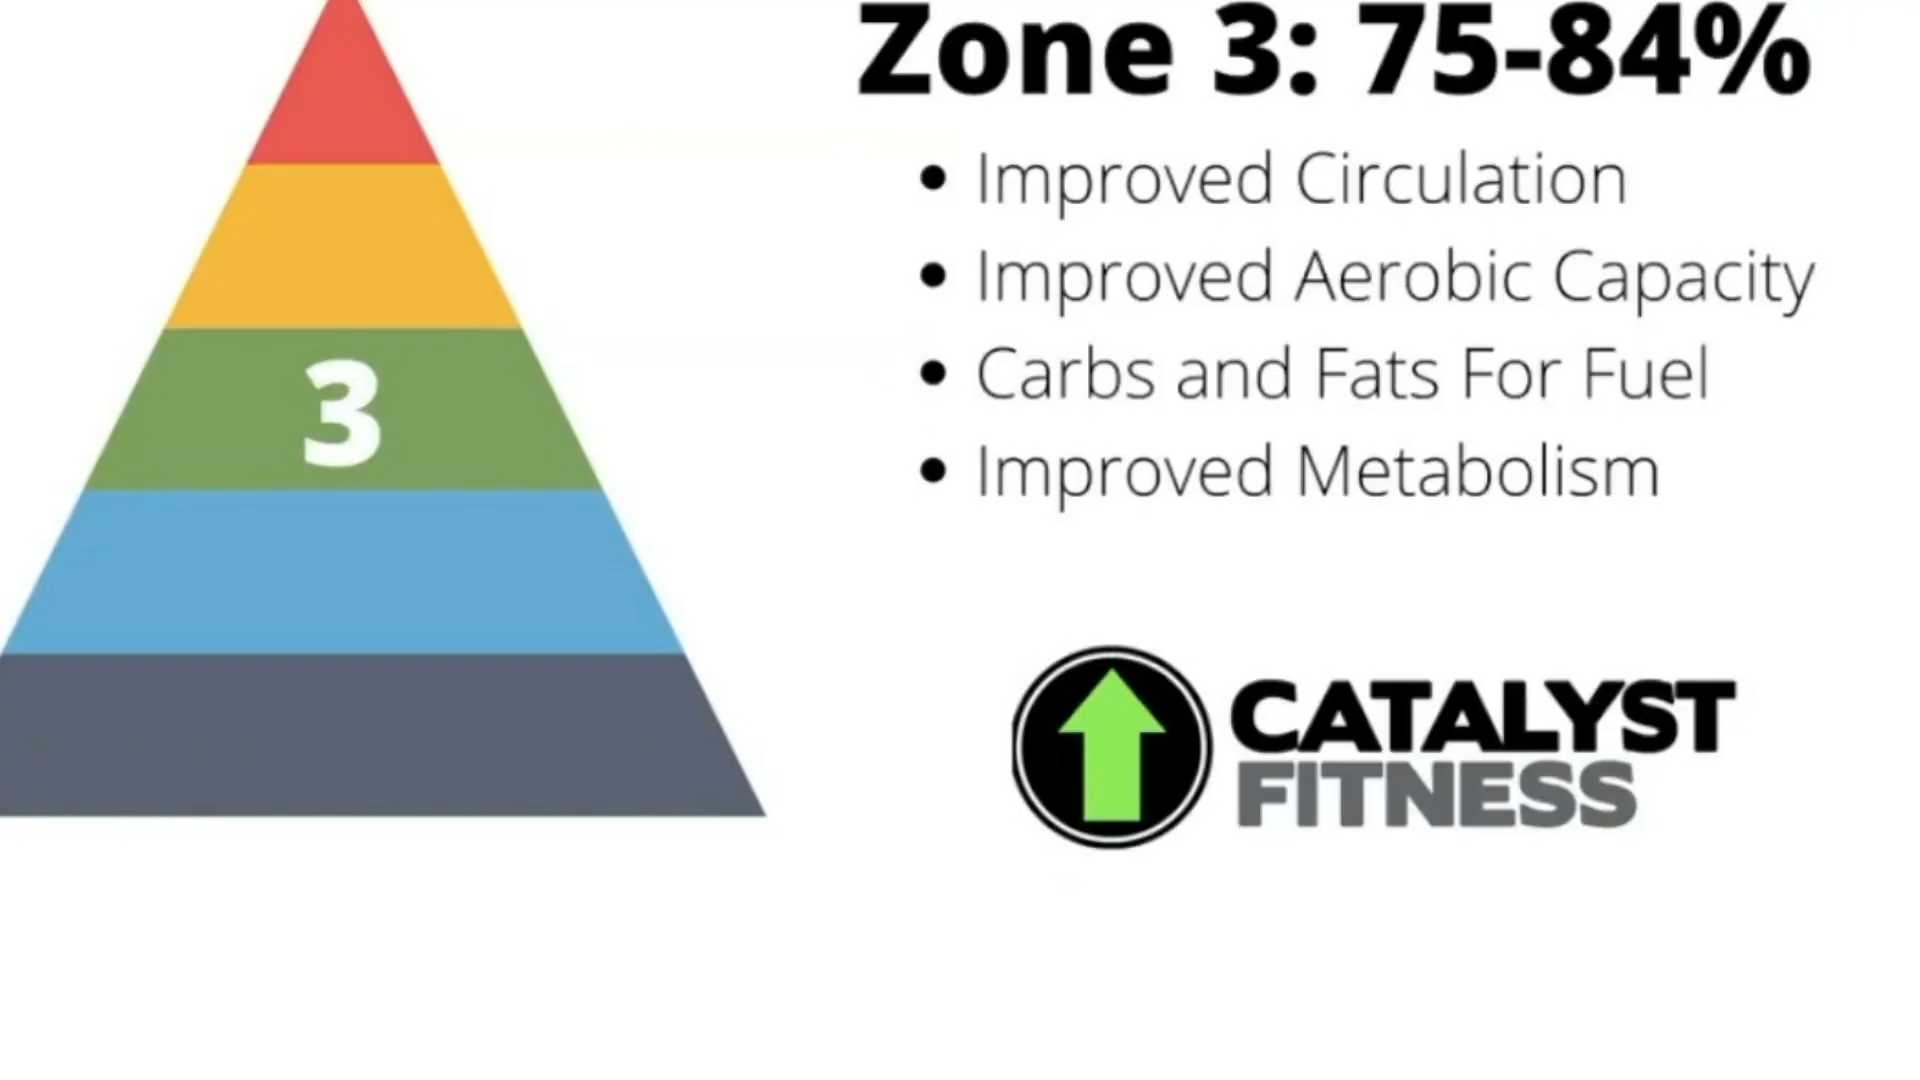 Zone 3: 75-84%
• Improved Circulation
• Improved Aerobic Capacity
• Carbs and Fats For Fuel
• Improved Metabolism
3
CATALYST
FITNESS